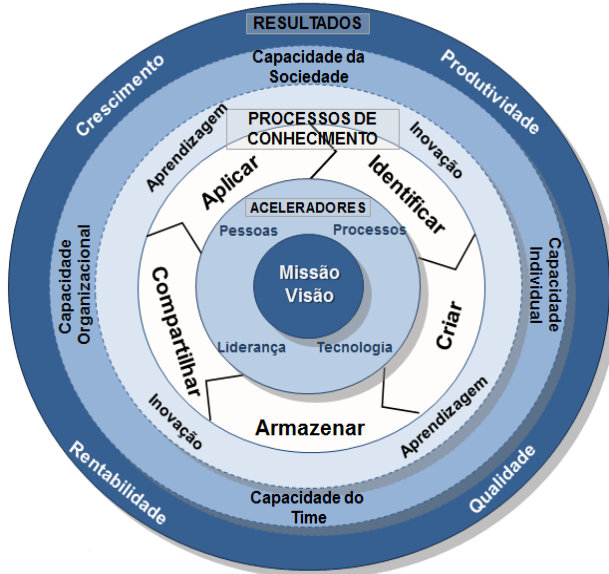 RESULTADOS
Crescimento
Produtividade
Capacidade da
Sociedade
Aprendizagem
PROCESSOS DE
CONHECIMENTO
Inovação
Aplicar
Identificar
ACELERADORES
Pessoas
Processos
Missão
Visão
Capacidade
Organizacional
Capacidade
Individual
Compartilhar
Criar
Liderança
Tecnologia
Armazenar
Inovação
Aprendizagem
Capacidade do
Time
Rentabilidade
Qualidade